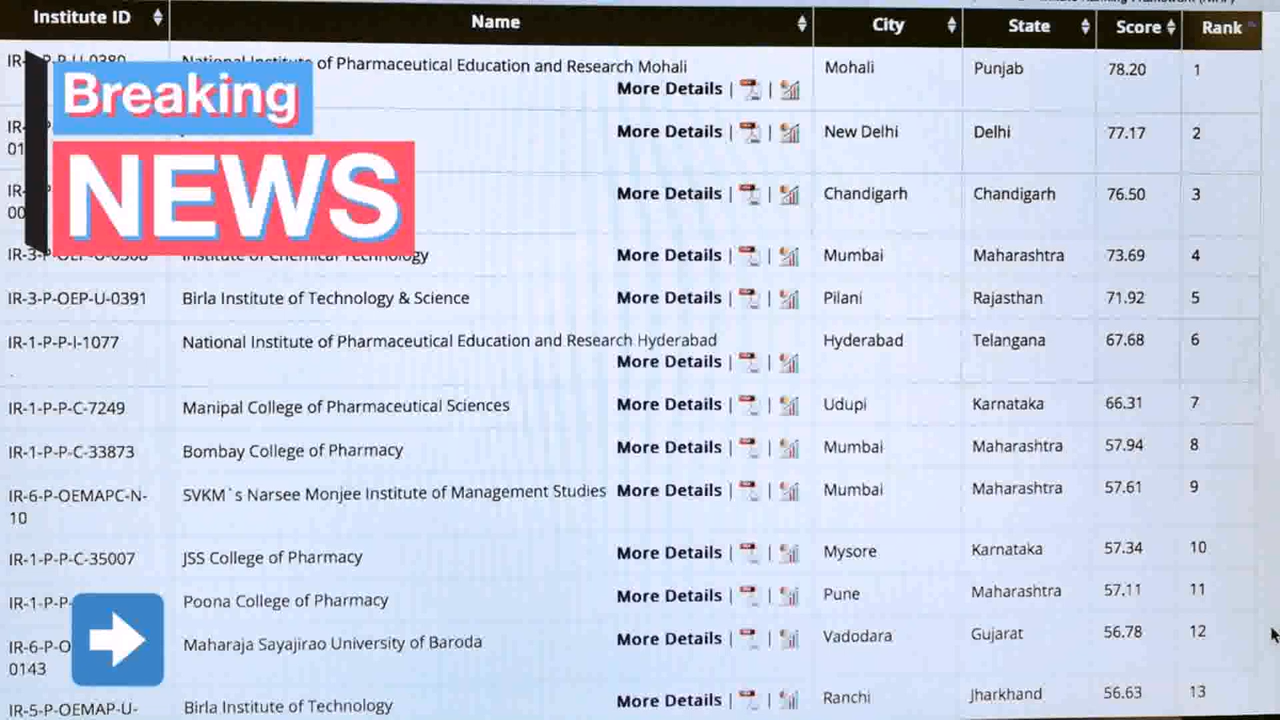 Institute ID Name City State Score Rank
of Pharmaceutical Education and Research Mohali Mohali Punjab 78.20 1
More Details | |
Breaking
More Details | | New Delhi Delhi 77.17 2
01
NEWS
More Details | | Chandigarh Chandigarh 76.50 3
00
Institute of Chemical Technology More Details | | Mumbai Maharashtra 73.69 4
IR-3-P-OEP-U-0391 Birla Institute of Technology & Science More Details | | Pilani Rajasthan 71.92 5
IR-1-P-P-I-1077 National Institute of Pharmaceutical Education and Research Hyderabad Hyderabad Telangana 67.68 6
More Details | |
IR-1-P-P-C-7249 Manipal College of Pharmaceutical Sciences More Details | | Udupi Karnataka 66.31 7
IR-1-P-P-C-33873 Bombay College of Pharmacy More Details | | Mumbai Maharashtra 57.94 8
IR-6-P-OEMAPC-N- SVKM`s Narsee Monjee Institute of Management Studies More Details | | Mumbai Maharashtra 57.61 9
10
IR-1-P-P-C-35007 JSS College of Pharmacy More Details | | Mysore Karnataka 57.34 10
IR-1-P-P- Poona College of Pharmacy More Details | | Pune Maharashtra 57.11 11
IR-6-P-O Maharaja Sayajirao University of Baroda More Details | | Vadodara Gujarat 56.78 12
0143
IR-5-P-OEMAP-U- Birla Institute of Technology More Details | | Ranchi Jharkhand 56.63 13